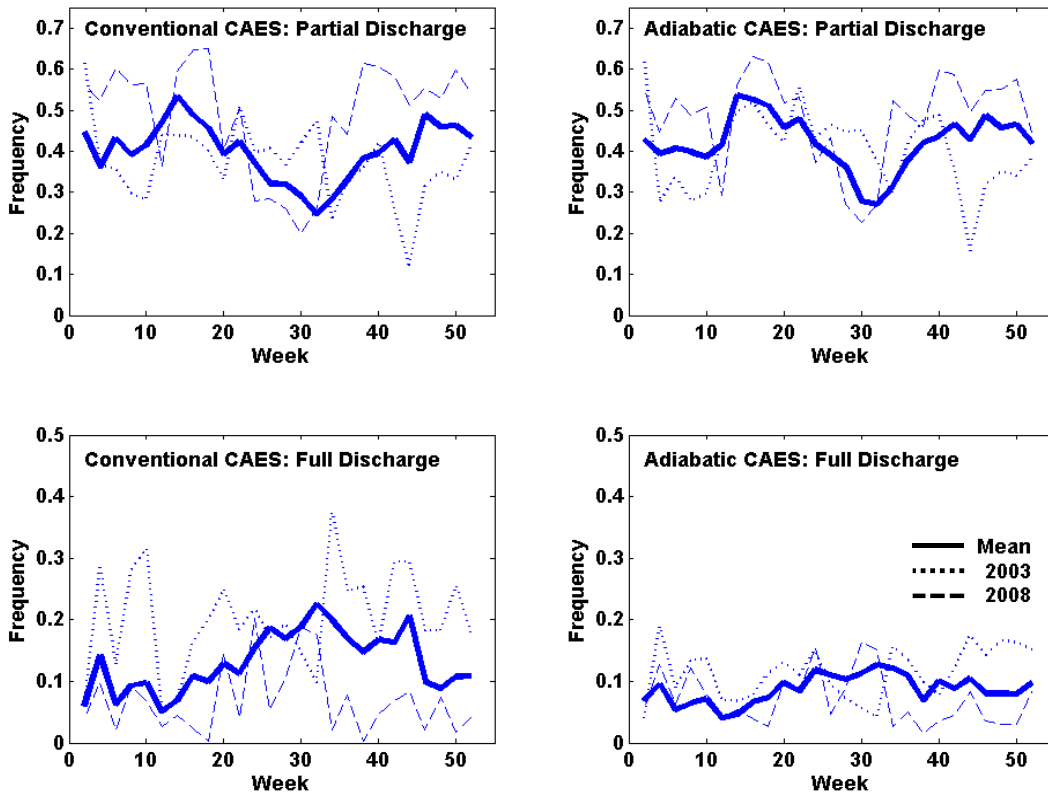 Conventional CAES: Partial Discharge
Frequency
0.7
0.6
0.5
0.4
0.3
0.2
0.1
0
0 10 20 30 40 50
Week
Adiabatic CAES: Partial Discharge
Frequency
0.7
0.6
0.5
0.4
0.3
0.2
0.1
0
0 10 20 30 40 50
Week
Conventional CAES: Full Discharge
Frequency
0.5
0.4
0.3
0.2
0.1
0
0 10 20 30 40 50
Week
Adiabatic CAES: Full Discharge
Frequency
0.5
0.4
0.3
0.2
0.1
0
Mean
2003
2008
0 10 20 30 40 50
Week